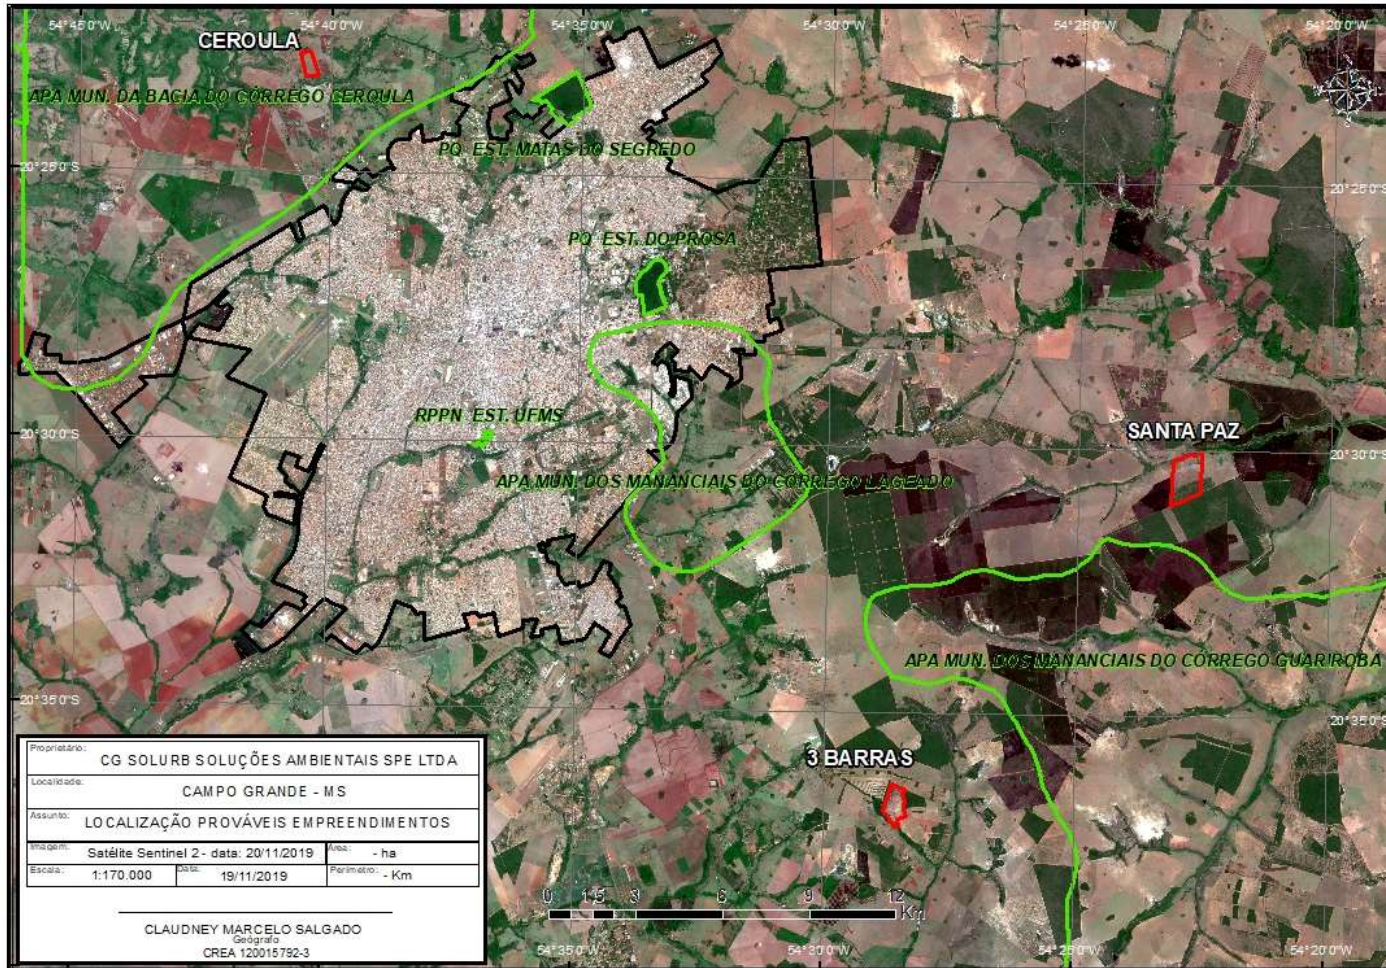 54°45'0"W
54°40'0"W
54°35'0"W
54°30'0"W
54°25'0"W
54°20'0"W
CEROULA
APA MUN. DA BACIA DO CÓRREGO CEROULA
PQ EST. MATAS DO SEGREDO
20°25'0"S
20°25'0"S
PQ EST. DO PROSA
RPPN EST. UFMS
SANTA PAZ
20°30'0"S
20°30'0"S
APA MUN. DOS MANANCIAIS DO CÓRREGO LAGEADO
APA MUN. DOS MANANCIAIS DO CÓRREGO GUARIROBA
20°35'0"S
20°35'0"S
3 BARRAS
Proprietário: CG SOLURB SOLUÇÕES AMBIENTAIS SPE LTDA
Localidade: CAMPO GRANDE - MS
Assunto: LOCALIZAÇÃO PROVÁVEIS EMPREENDIMENTOS
Imagem: Satélite Sentinel 2 - data: 20/11/2019 Área: - ha
Escala: 1:170.000 Data: 19/11/2019 Perímetro: - Km
CLAUDNEY MARCELO SALGADO
Geógrafo
CREA 120015792-3
0 1,5 3 6 9 12
Km
54°35'0"W
54°30'0"W
54°25'0"W
54°20'0"W